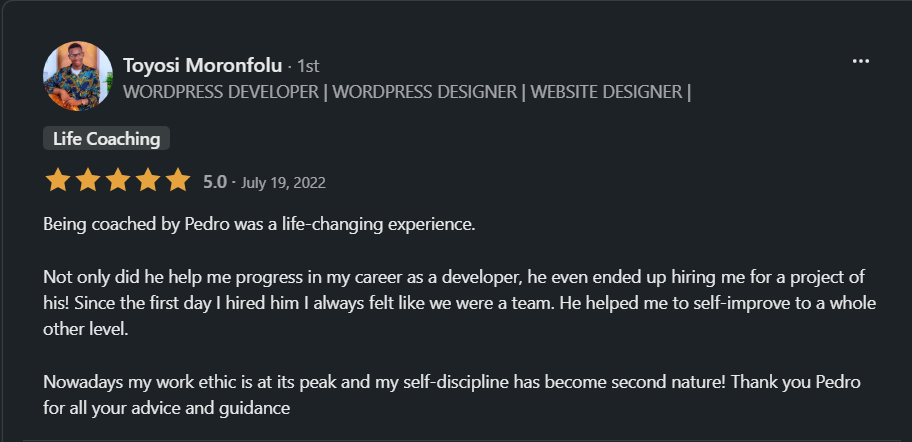 Toyosi Moronfolu · 1st
WORDPRESS DEVELOPER | WORDPRESS DESIGNER | WEBSITE DESIGNER |
Life Coaching
5.0 · July 19, 2022
Being coached by Pedro was a life-changing experience.
Not only did he help me progress in my career as a developer, he even ended up hiring me for a project of
his! Since the first day I hired him I always felt like we were a team. He helped me to self-improve to a whole
other level.
Nowadays my work ethic is at its peak and my self-discipline has become second nature! Thank you Pedro
for all your advice and guidance